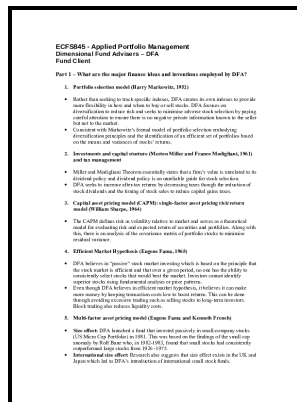 ECFS845 - Applied Portfolio Management
Dimensional Fund Advisers – DFA
Fund Client
Part I – What are the major finance ideas and inventions employed by DFA?
1. Portfolio selection model (Harry Markowitz, 1952)
• Rather than seeking to track specific indexes, DFA creates its own indexes to provide
more flexibility in how and when to buy or sell stocks. DFA focuses on
diversification to reduce risk and seeks to minimize adverse stock selection by paying
careful attention to ensure there is no negative private information known to the seller
but not to the market.
• Consistent with Markowitz's formal model of portfolio selection embodying
diversification principles and the identification of an efficient set of portfolios based
on the means and variances of stocks' returns.
2. Investments and capital structure (Merton Miller and Franco Modigliani, 1961)
and tax management
• Miller and Modigliani Theorem essentially states that a firm's value is unrelated to its
dividend policy and dividend policy is an unreliable guide for stock selection.
• DFA seeks to increase after-tax returns by decreasing taxes though the reduction of
stock dividends and the timing of stock sales to reduce capital gains taxes.
3. Capital asset pricing model (CAPM): single-factor asset pricing risk/return
model (William Sharpe, 1964)
• The CAPM defines risk as volatility relative to market and serves as a theoretical
model for evaluating risk and expected return of securities and portfolios. Along with
this, there is an analysis of the covariance matrix of portfolio stocks to minimize
residual variance.
4. Efficient Market Hypothesis (Eugene Fama, 1965)
• DFA believes in "passive" stock investing which is based on the principle that
the stock market is efficient and that over a given period, no one has the ability to
consistently select stocks that would beat the market. Investors cannot identify
superior stocks using fundamental analysis or price patterns.
• Even though DFA believes in efficient market hypothesis, it believes it can make
more money by keeping transaction costs low to boost returns. This can be done
through avoiding excessive trading such as selling stocks to long-term investors.
Block trading also reduces liquidity costs.
5. Multi-factor asset pricing model (Eugene Fama and Kenneth French)
• Size effect: DFA launched a fund that invested passively in small-company stocks
(US Micro Cap Portfolio) in 1981. This was based on the findings of the small cap
anomaly by Rolf Banz who, in 1982-1983, found that small stocks had consistently
outperformed large stocks from 1926-1975.
• International size effect: Research also suggests that size effect exists in the UK and
Japan which led to DFA's introduction of international small stock funds.